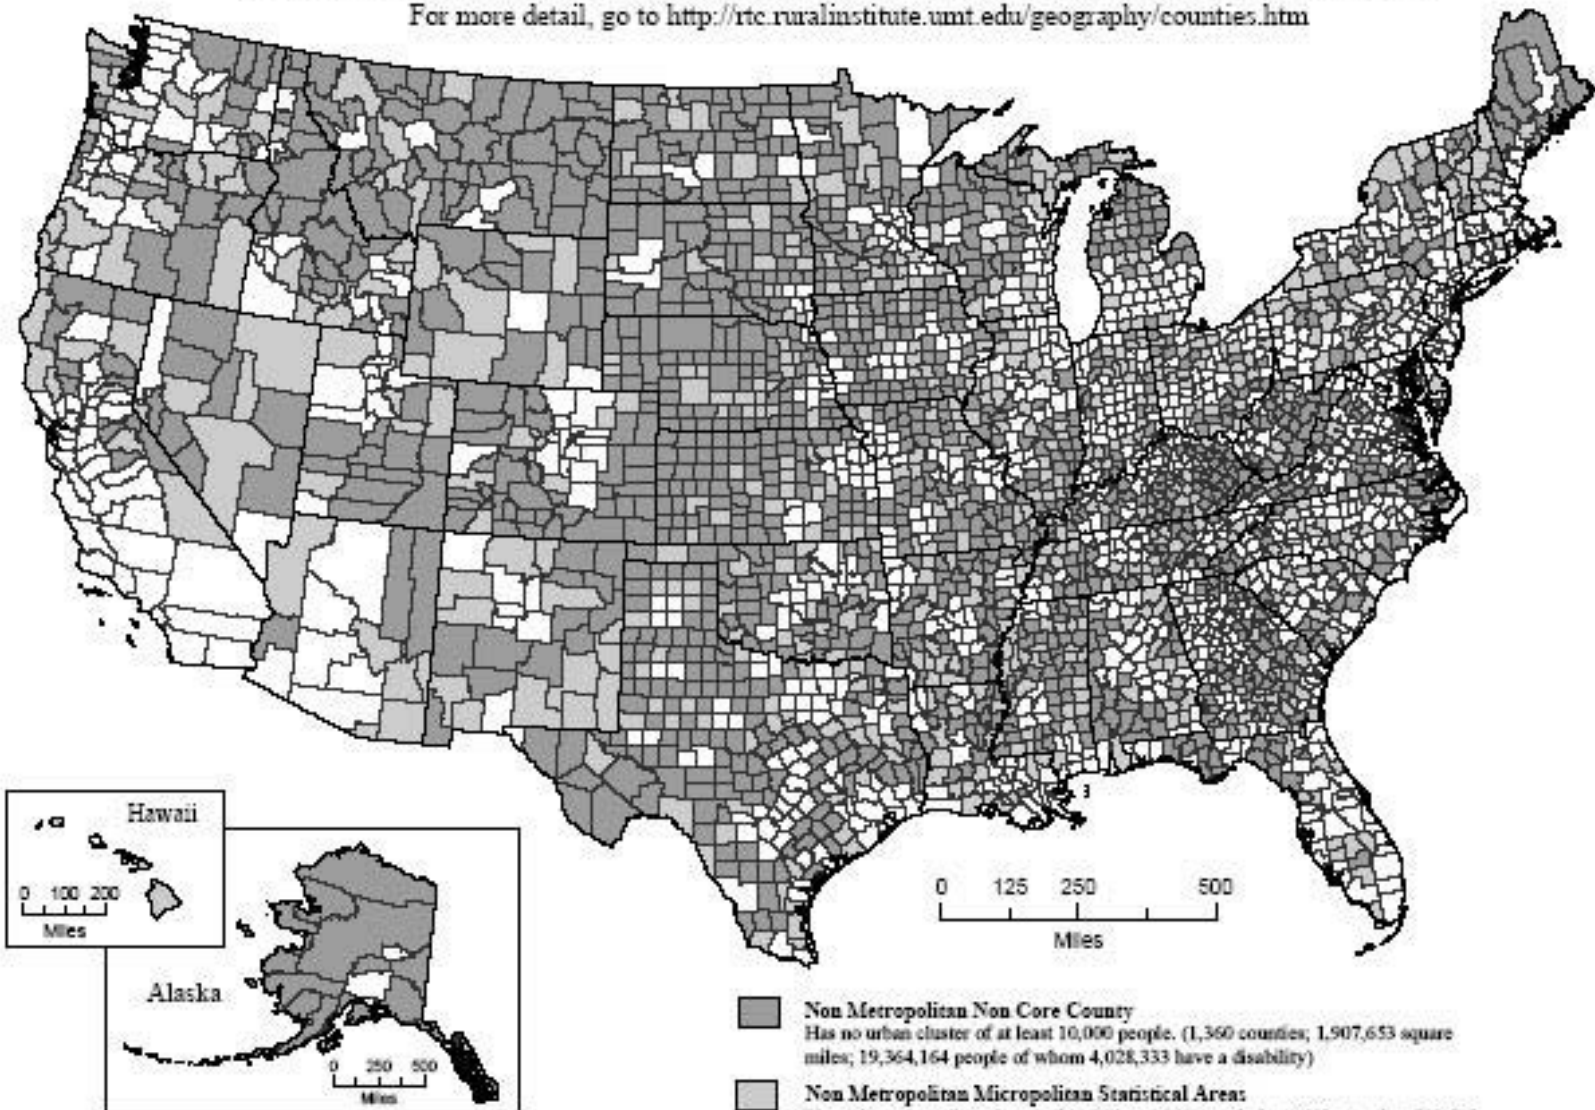 For more detail, go to http://rtc.ruralinstitute.umt.edu/geography/counties.htm
Hawaii
0 100 200
Miles
Alaska
0 250 500
Miles
0 125 250 500
Miles
Non Metropolitan Non Core County
Has no urban cluster of at least 10,000 people. (1,360 counties; 1,907,653 square
miles; 19,364,164 people of whom 4,028,333 have a disability)
Non Metropolitan Micropolitan Statistical Areas